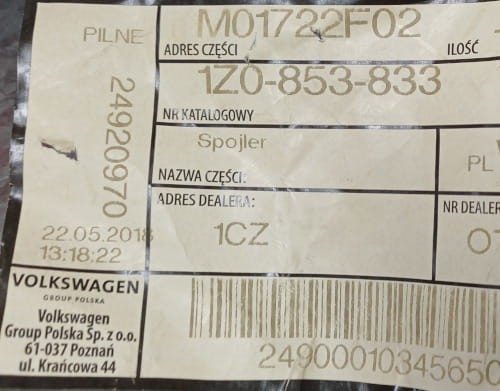 PILNE
24920970
22.05.2018
13:18:22
M01722F02
ADRES CZĘŚCI
ILOŚĆ
1Z0-853-833
NR KATALOGOWY
Spojler
NAZWA CZĘŚCI:
PL
ADRES DEALERA:
NR DEALER
1CZ
VOLKSWAGEN
GROUP POLSKA
Volkswagen
Group Polska Sp. z o.o.
61-037 Poznań
ul. Krańcowa 44
2490001034565